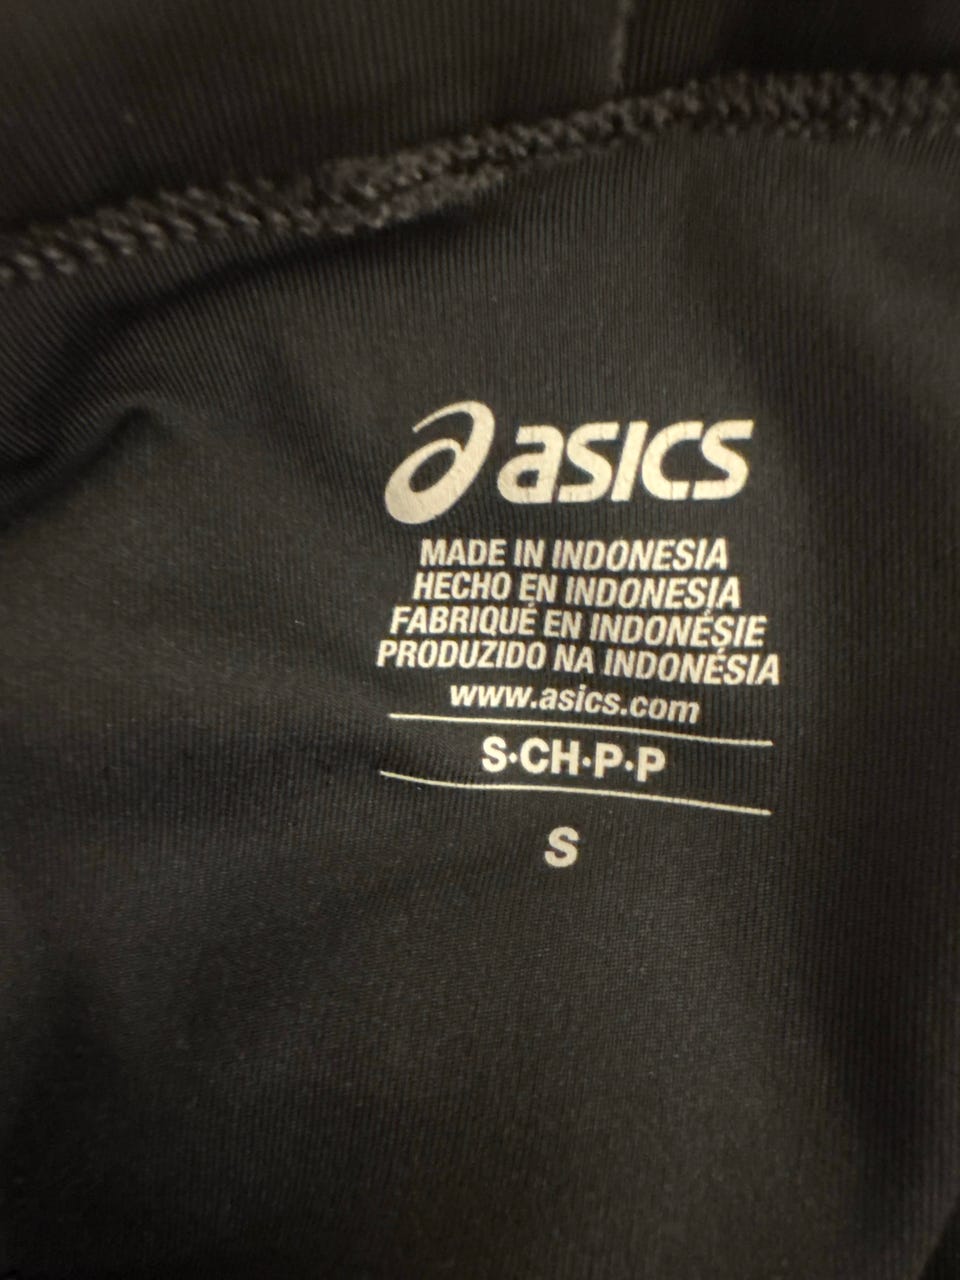 asics
MADE IN INDONESIA
HECHO EN INDONESIA
FABRIQUÉ EN INDONÉSIE
PRODUZIDO NA INDONÉSIA
www.asics.com
S·CH·P·P
S